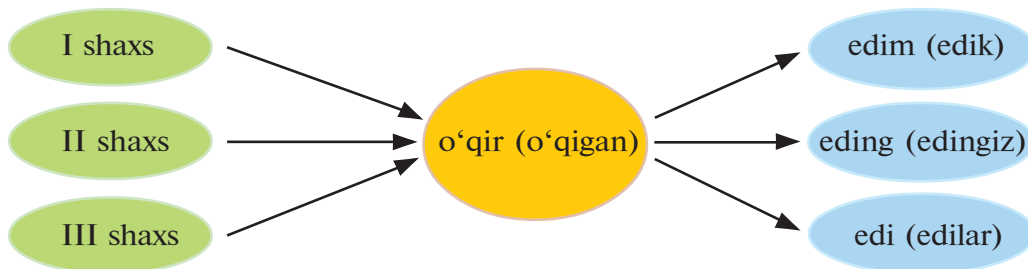 I shaxs
II shaxs
III shaxs
o‘qir (o‘qigan)
edim (edik)
eding (edingiz)
edi (edilar)